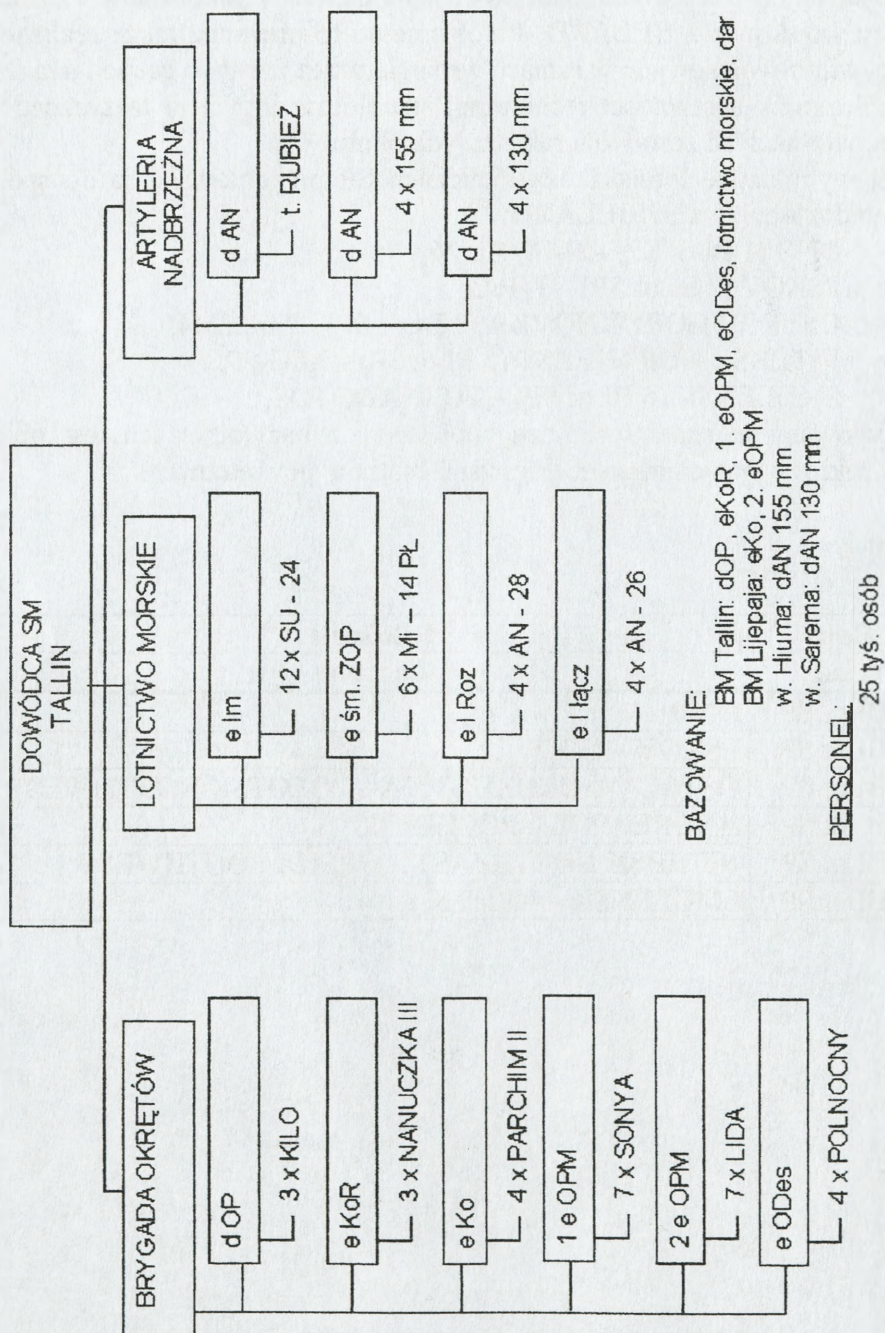 DOWÓDCA SM
TALLIN
BRYGADA OKRĘTÓW
d OP
3 x KILO
e KoR
3 x NANUCZKA III
e Ko
4 x PARCHIM II
1 e OPM
7 x SONYA
2 e OPM
7 x LIDA
e ODes
4 x POLNOCNY
LOTNICTWO MORSKIE
e lm
12 x SU - 24
e śm. ZOP
6 x MI – 14 PŁ
e l Roz
4 x AN - 28
e l łącz
4 x AN - 26
ARTYLERIA
NADBRZEŻNA
d AN
t. RUBIEŻ
d AN
4 x 155 mm
d AN
4 x 130 mm
BAZOWANIE:
BM Tallin: dOP, eKoR, 1 eOPM, eODes, lotnictwo morskie, dar
BM Lijepaja: eKo, 2. eOPM
w. Hiuma: dAN 155 mm
w. Sarema: dAN 130 mm
PERSONEL:
25 tyś. osób